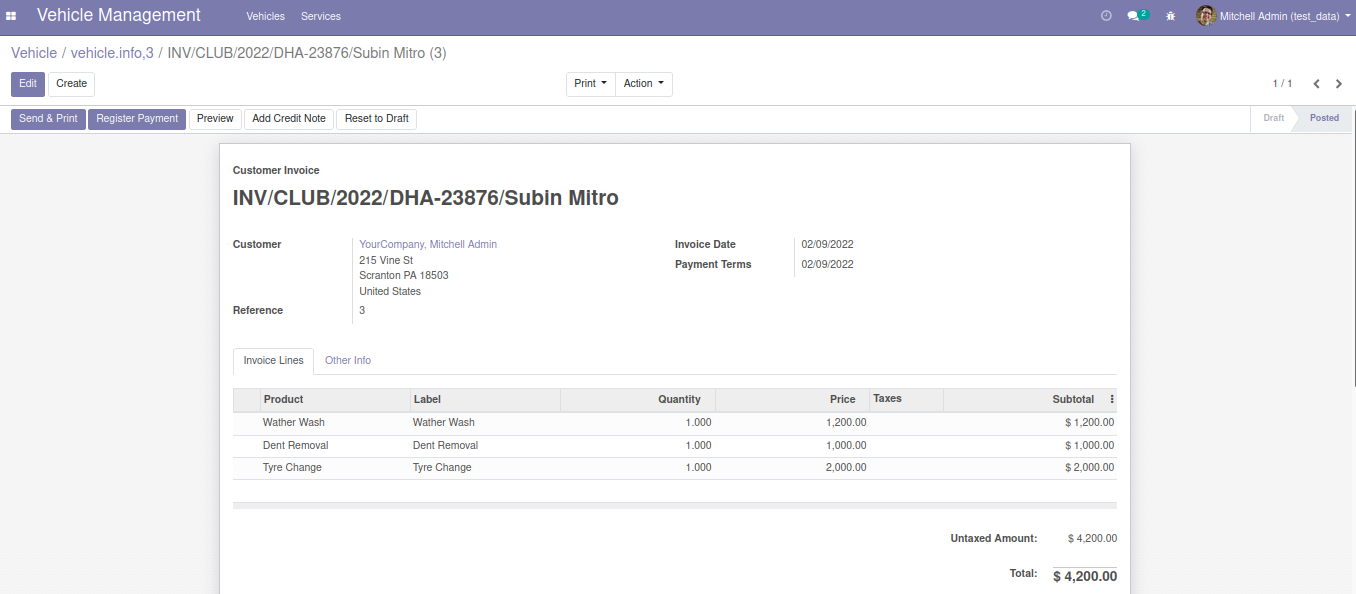 Vehicle Management Vehicles Services 2 Mitchell Admin (test_data)
Vehicle / vehicle.info,3 / INV/CLUB/2022/DHA-23876/Subin Mitro (3)
Edit Create Print Action 1 / 1
Send & Print Register Payment Preview Add Credit Note Reset to Draft Draft Posted
Customer Invoice
INV/CLUB/2022/DHA-23876/Subin Mitro
Customer YourCompany, Mitchell Admin Invoice Date 02/09/2022
215 Vine St Payment Terms 02/09/2022
Scranton PA 18503
United States
Reference 3
Invoice Lines Other Info
Product Label Quantity Price Taxes Subtotal
Wather Wash Wather Wash 1.000 1,200.00 $ 1,200.00
Dent Removal Dent Removal 1.000 1,000.00 $ 1,000.00
Tyre Change Tyre Change 1.000 2,000.00 $ 2,000.00
Untaxed Amount: $ 4,200.00
Total: $ 4,200.00